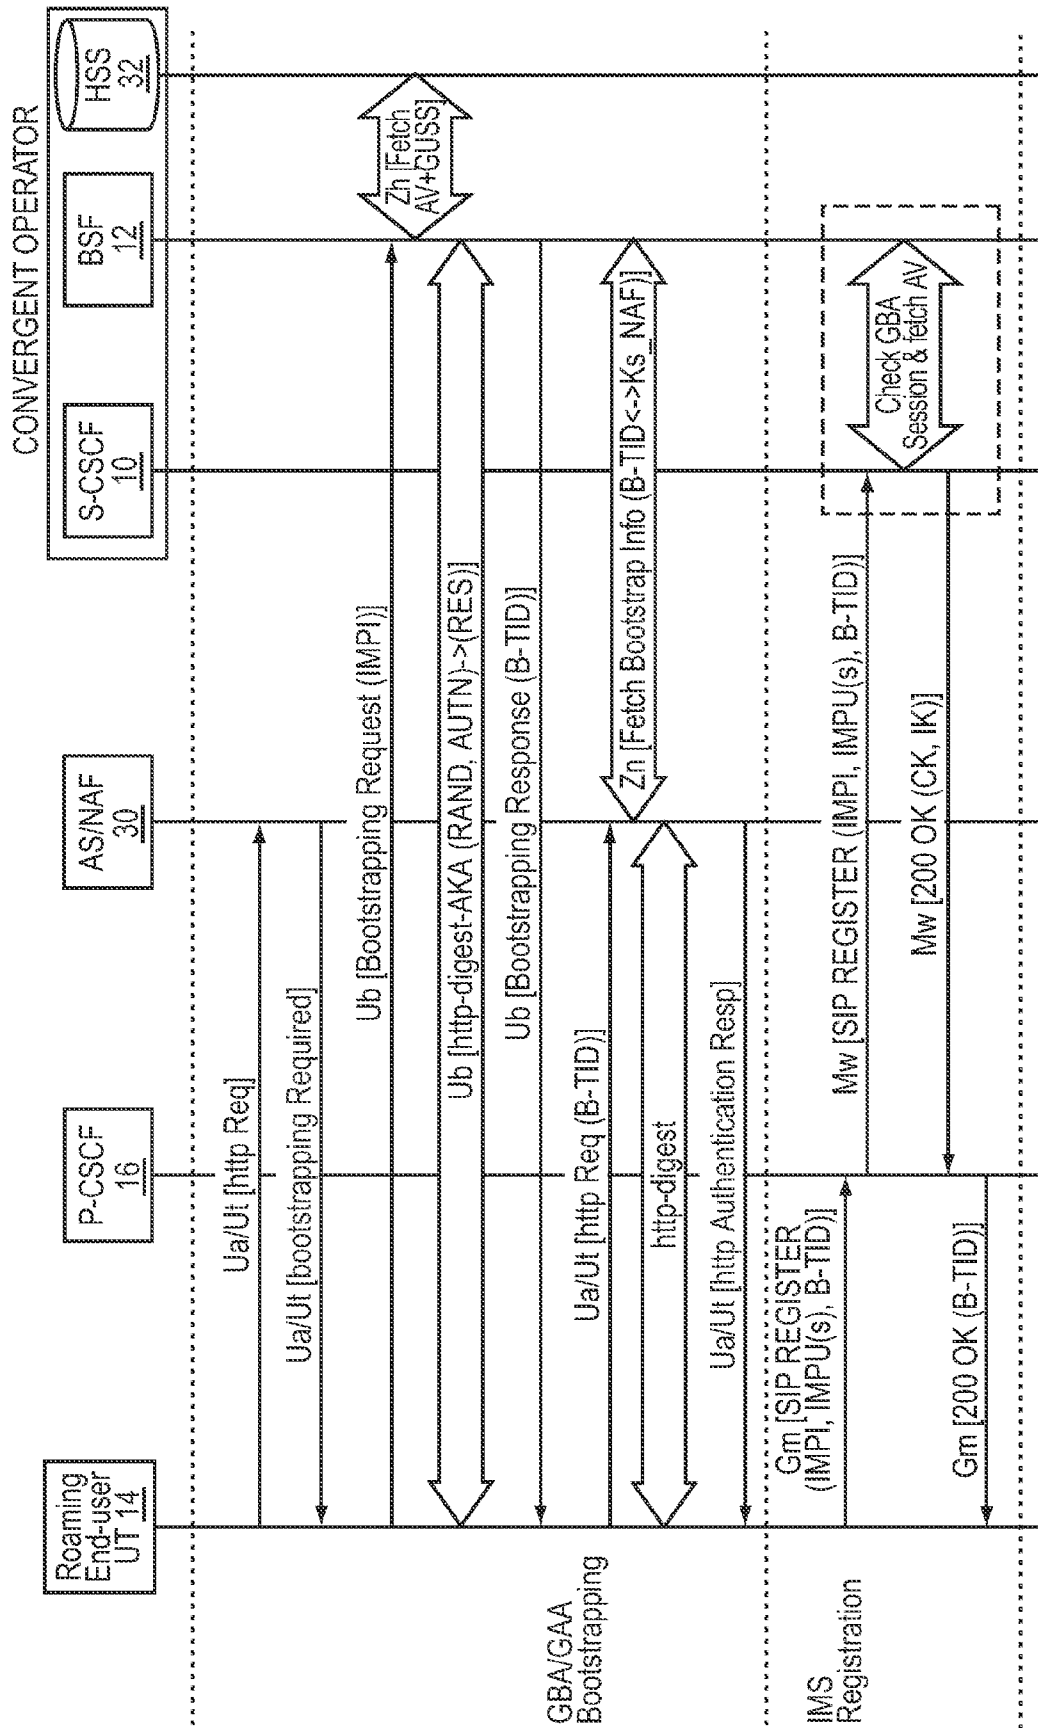 CONVERGENT OPERATOR
Roaming
End-user
UT 14
P-CSCF
16
AS/NAF
30
S-CSCF
10
BSF
12
HSS
32
GBA/GAA
Bootstrapping
Ua/Ut [http Req]
Ua/Ut [bootstrapping Required]
Ub [Bootstrapping Request (IMPI)]
Zh [Fetch
AV+GUSS]
Ub [http-digest-AKA (RAND, AUTN)->(RES)]
Ub [Bootstrapping Response (B-TID)]
Ua/Ut [http Req (B-TID)]
Zn [Fetch Bootstrap Info (B-TID<->Ks_NAF)]
http-digest
Ua/Ut [http Authentication Resp]
IMS
Registration
Gm [SIP REGISTER
(IMPI, IMPU(s), B-TID)]
Mw [SIP REGISTER (IMPI, IMPU(s), B-TID)]
Check GBA
Session & fetch AV
Mw [200 OK (CK, IK)]
Gm [200 OK (B-TID)]